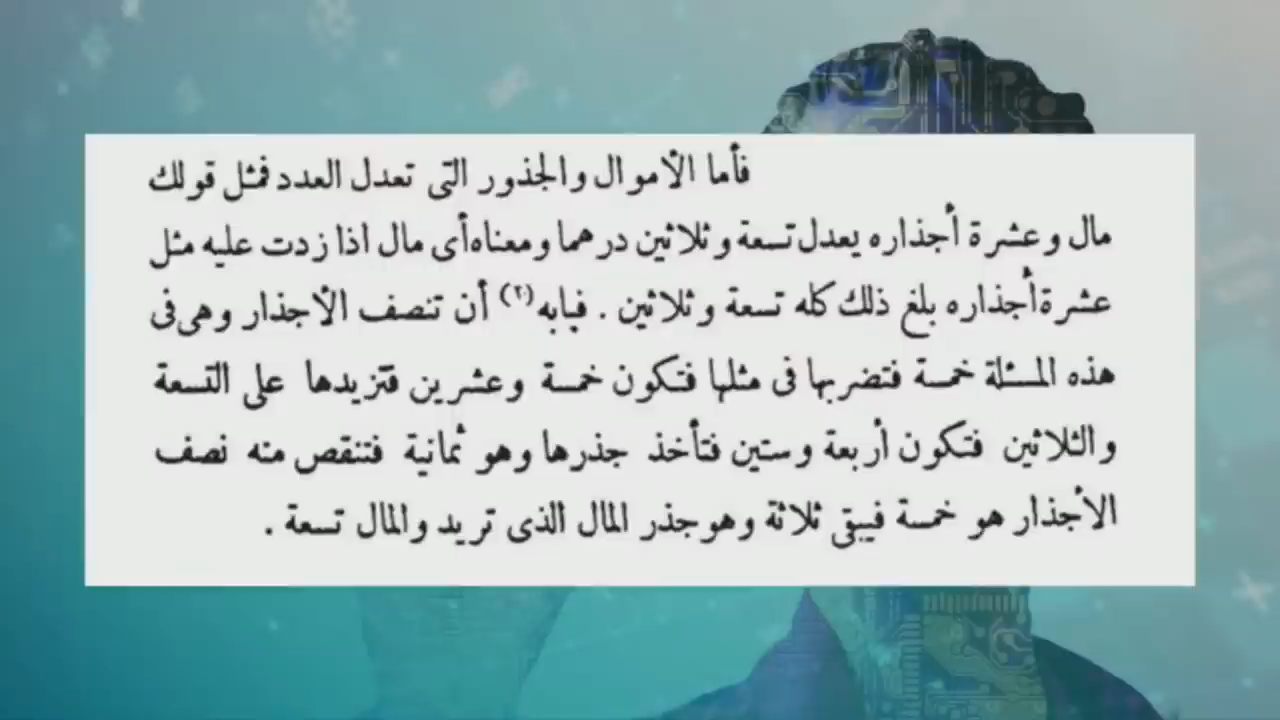 فأما الأموال والجذور التى تعدل العدد فمثل قولك
مال وعشرة أجذاره يعدل تسعة وثلاثين درهما ومعناه أى مال اذا زدت عليه مثل
عشرة أجذاره بلغ ذلك كله تسعة وثلاثين . فبابه (٢) أن تنصف الأجذار وهى فى
هذه المسئلة خمسة فتضربها فى مثلها فتكون خمسة وعشرين فتزيدها على التسعة
والثلاثين فتكون أربعة وستين فتأخذ جذرها وهو ثمانية فتنقص منه نصف
الأجذار هو خمسة فيبقى ثلاثة وهو جذر المال الذى تريد والمال تسعة .